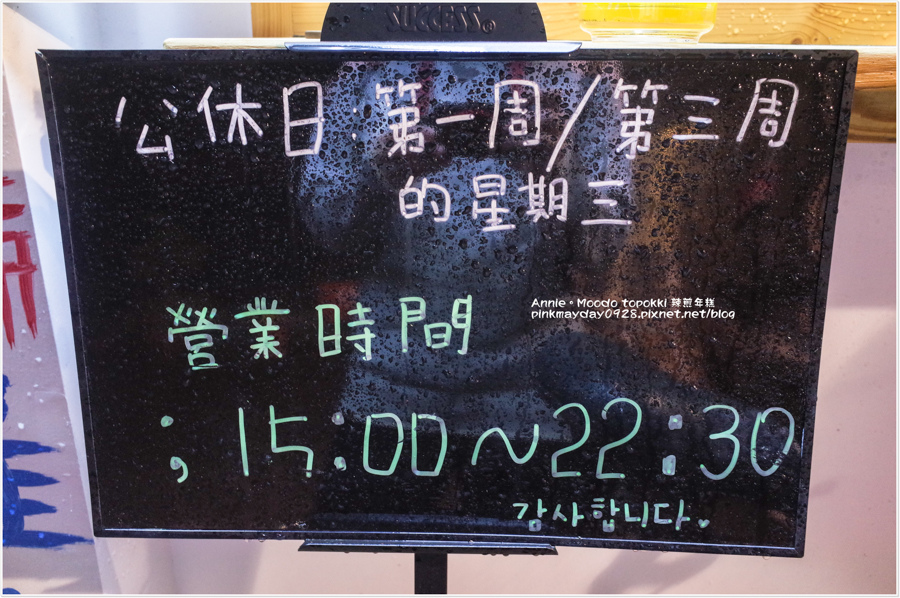 SUCCESS
公休日:第一周/第三周
的星期三
Annie。Moodo topokki 辣煎年糕
pinkmayday0928.pixnet.net/blog
營業時間
; 15:00~22:30
감사합니다♥